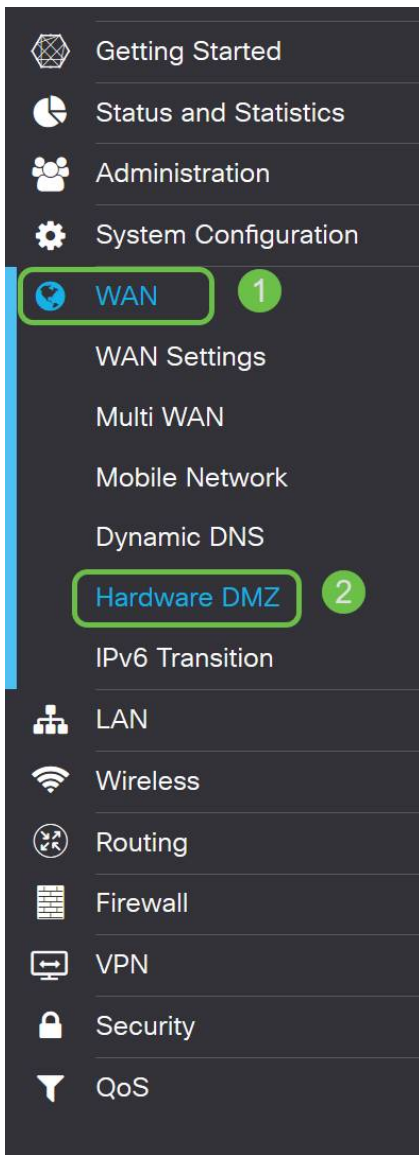 Getting Started
Status and Statistics
Administration
System Configuration
WAN 1
WAN Settings
Multi WAN
Mobile Network
Dynamic DNS
Hardware DMZ 2
IPv6 Transition
LAN
Wireless
Routing
Firewall
VPN
Security
QoS